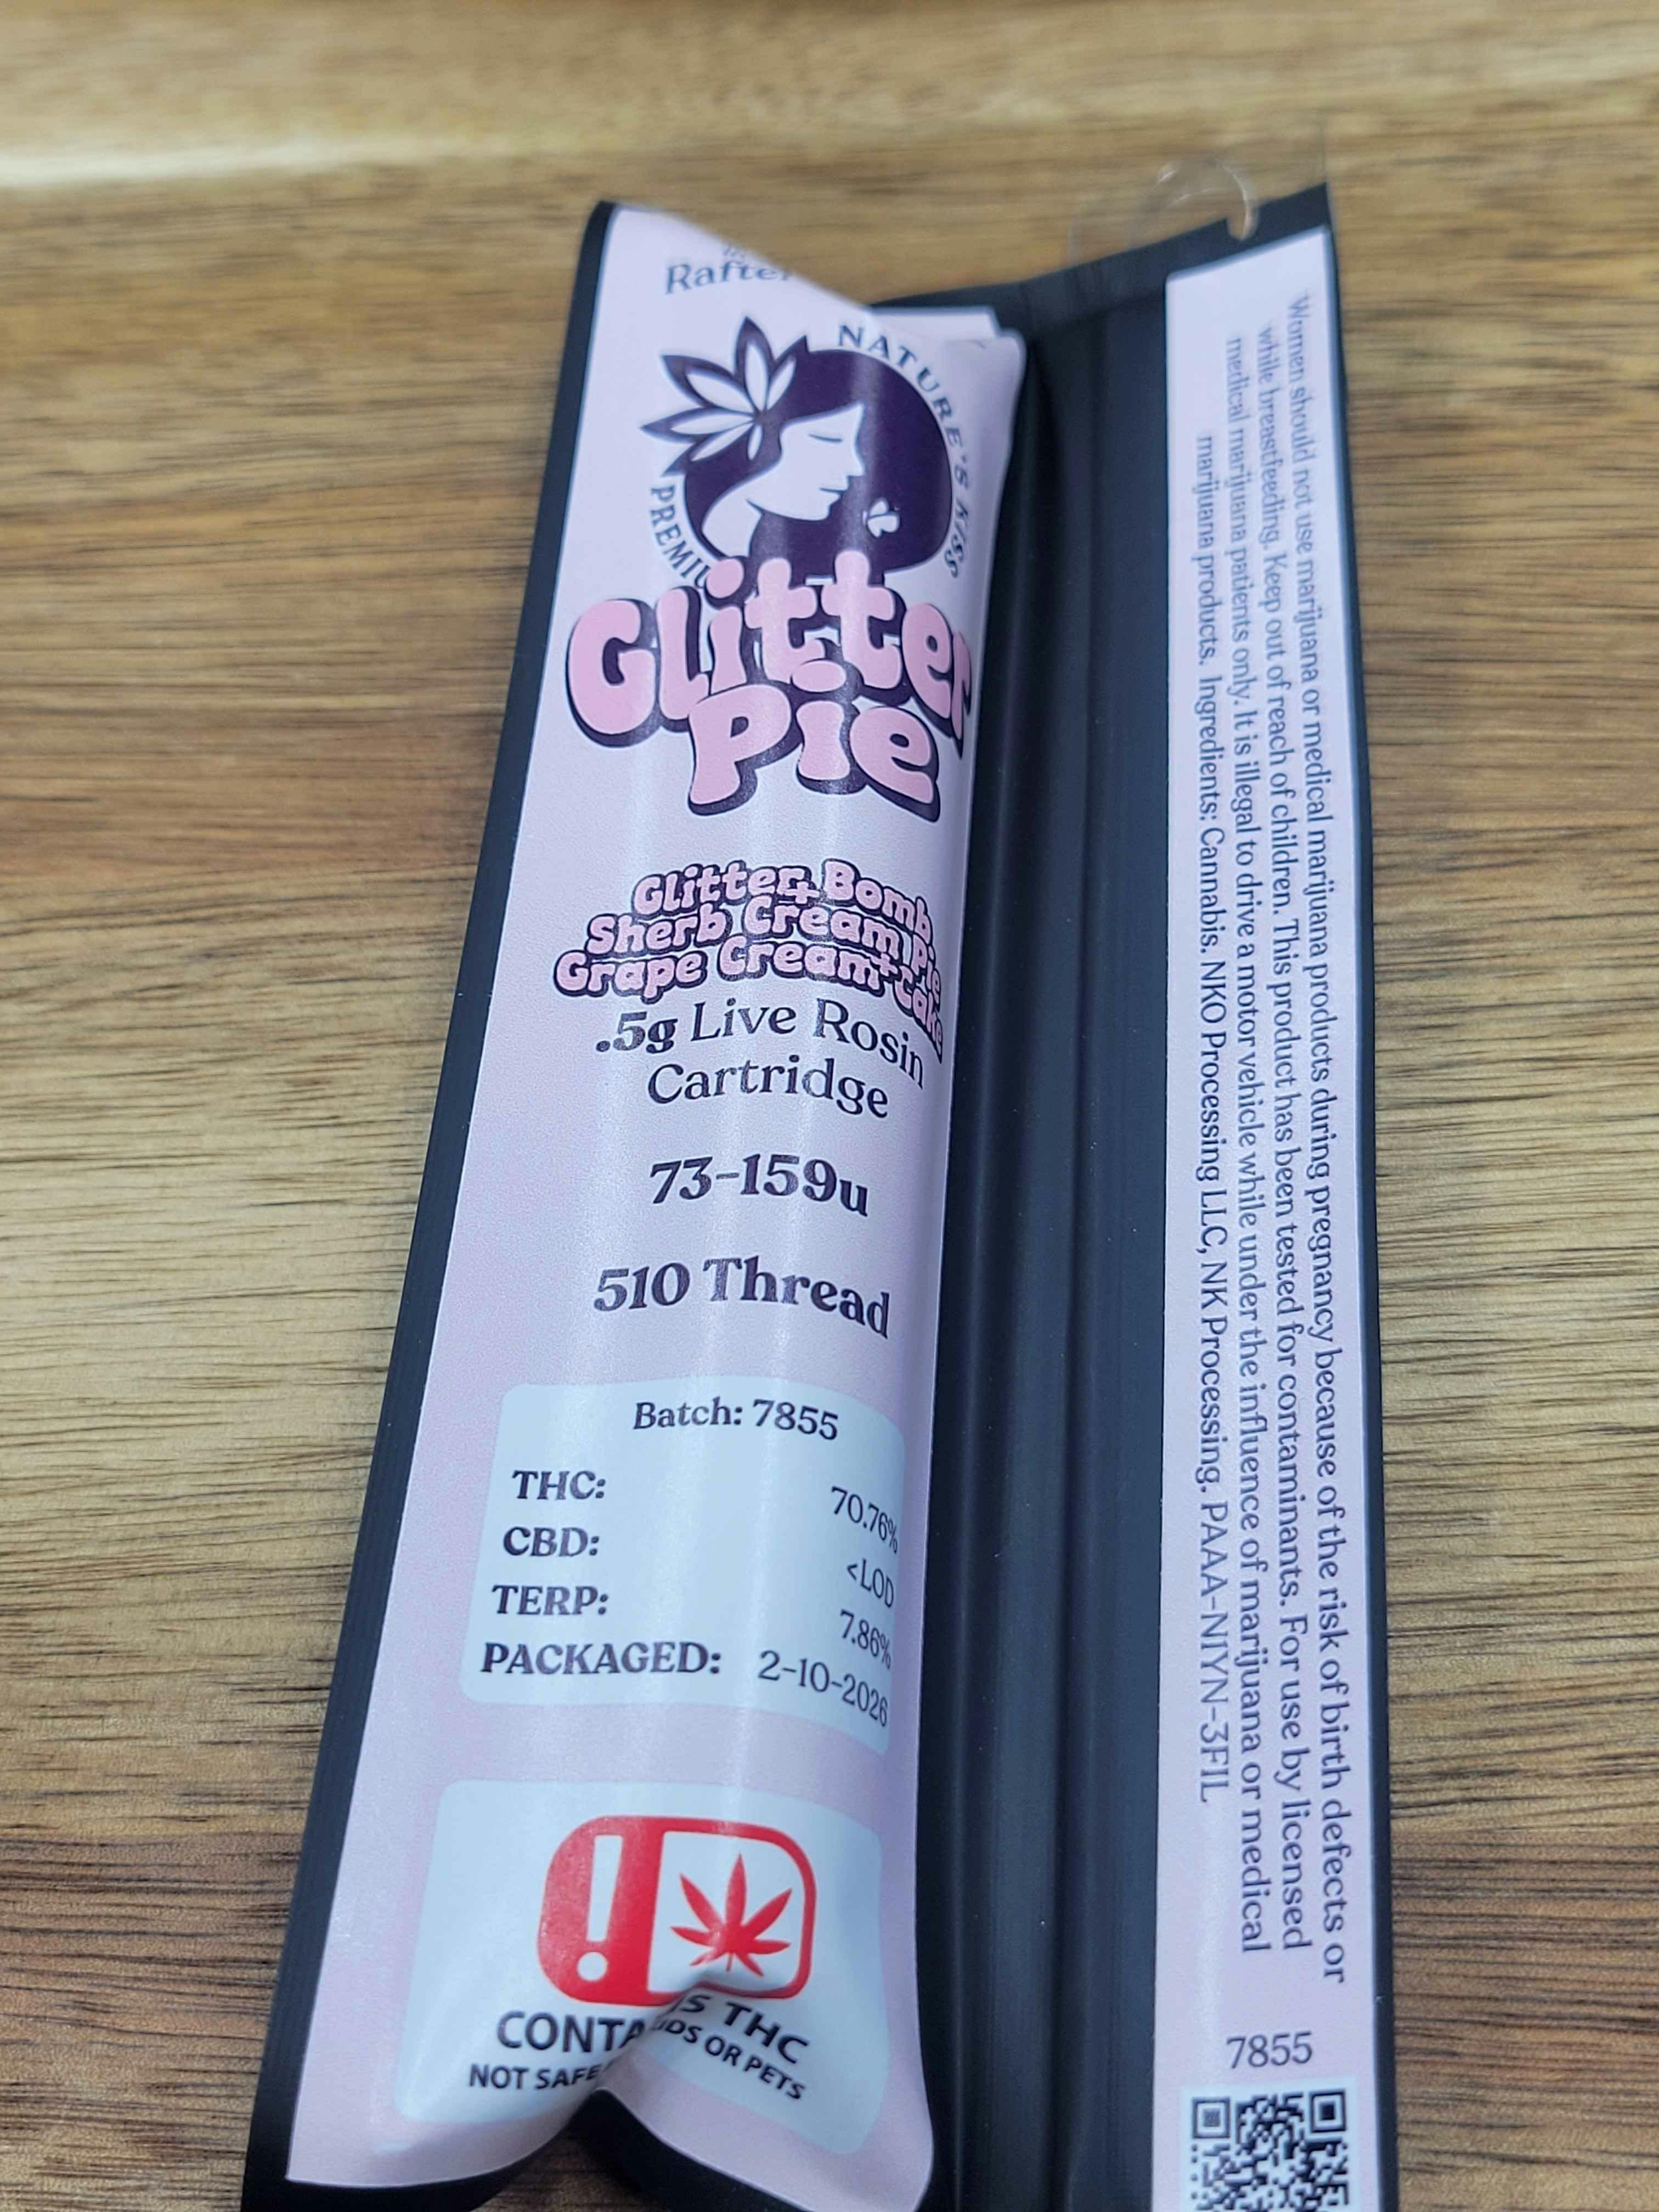 Rafter
NATURE'S KISS
PREMIU
Glitter
Pie
Glitter Bomb
+
Sherb Cream Pie
+
Grape Cream Cake
.5g Live Rosin
Cartridge
73-159u
510 Thread
Batch: 7855
THC: 70.76%
CBD: <LOD
TERP: 7.86%
PACKAGED: 2-10-2026
!
CONTA S THC
NOT SAFE IDS OR PETS
Women should not use marijuana or medical marijuana products during pregnancy because of the risk of birth defects or
while breastfeeding. Keep out of reach of children. This product has been tested for contaminants. For use by licensed
medical marijuana patients only. It is illegal to drive a motor vehicle while under the influence of marijuana or medical
marijuana products. Ingredients: Cannabis. NKO Processing LLC, NK Processing. PAAA-N1YN-3FIL
7855